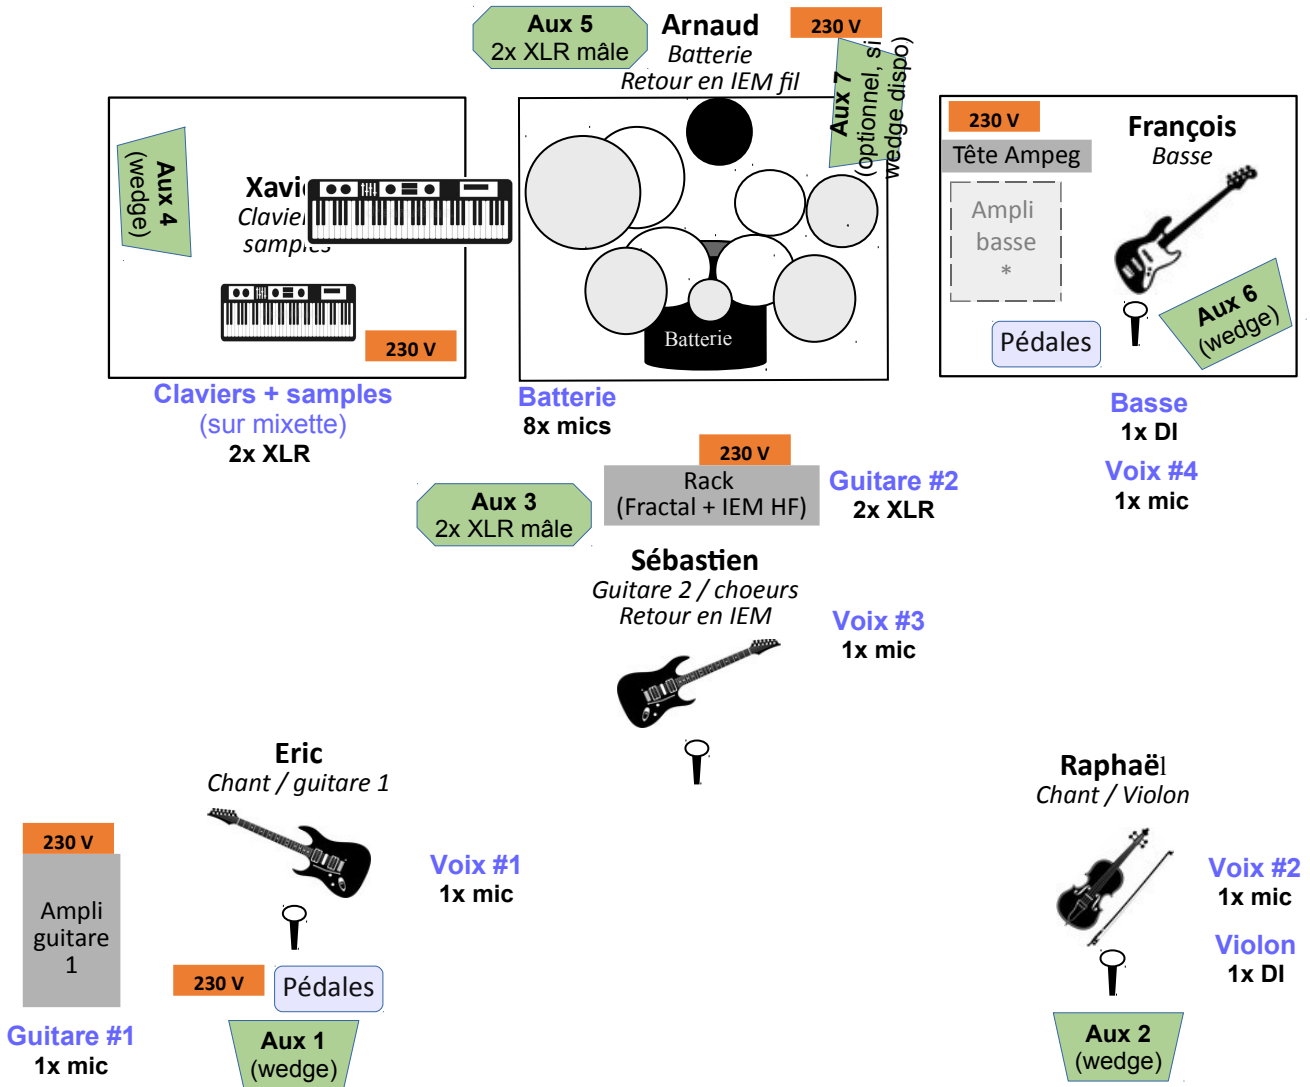 Aux 5
2x XLR mâle
Arnaud
Batterie
Retour en IEM fil
230 V
Aux 7
(optionnel, si
wedge dispo)
Aux 4
(wedge)
Xavi
Clavier
samples
230 V
Claviers + samples
(sur mixette)
2x XLR
Batterie
Batterie
8x mics
230 V
Tête Ampeg
François
Basse
Ampli
basse
*
Pédales
Aux 6
(wedge)
Basse
1x DI
Voix #4
1x mic
230 V
Rack
(Fractal + IEM HF)
Guitare #2
2x XLR
Aux 3
2x XLR mâle
Sébastien
Guitare 2 / choeurs
Retour en IEM
Voix #3
1x mic
Eric
Chant / guitare 1
230 V
Ampli
guitare
1
Guitare #1
1x mic
Voix #1
1x mic
230 V
Pédales
Aux 1
(wedge)
Raphaël
Chant / Violon
Voix #2
1x mic
Violon
1x DI
Aux 2
(wedge)